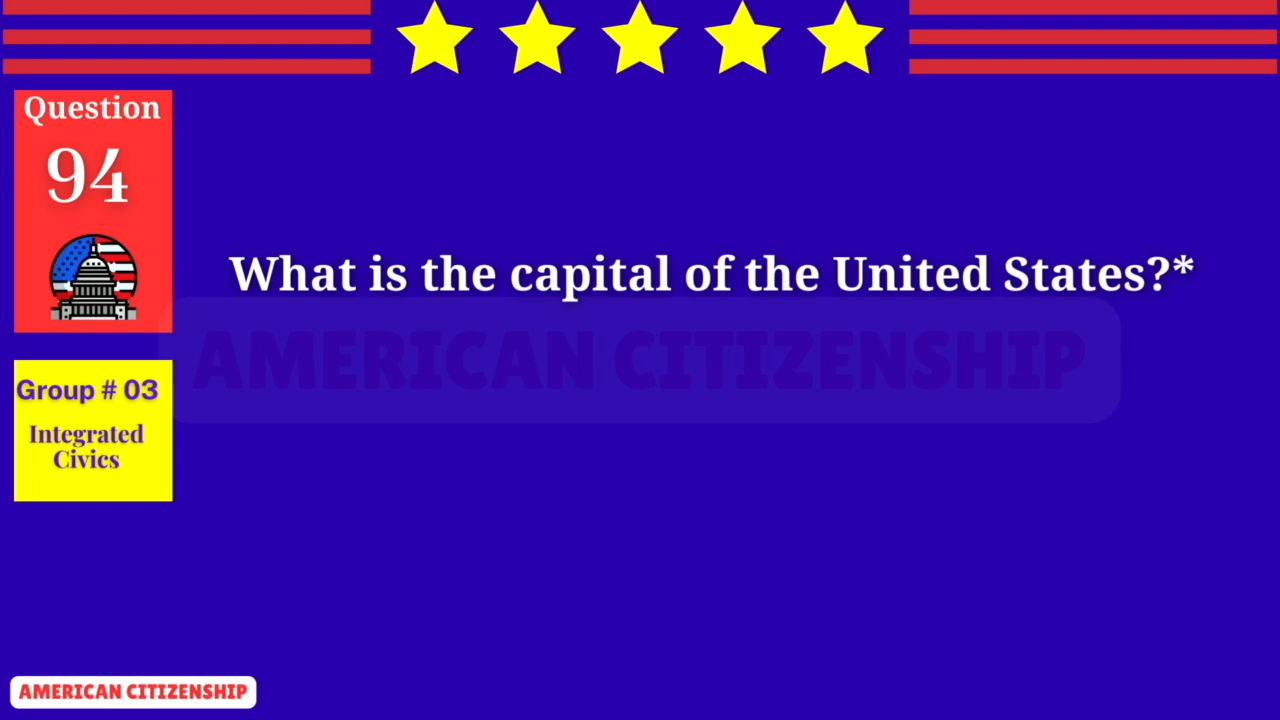 Question
94
What is the capital of the United States?*
AMERICAN CITIZENSHIP
Group # 03
Integrated
Civics
AMERICAN CITIZENSHIP